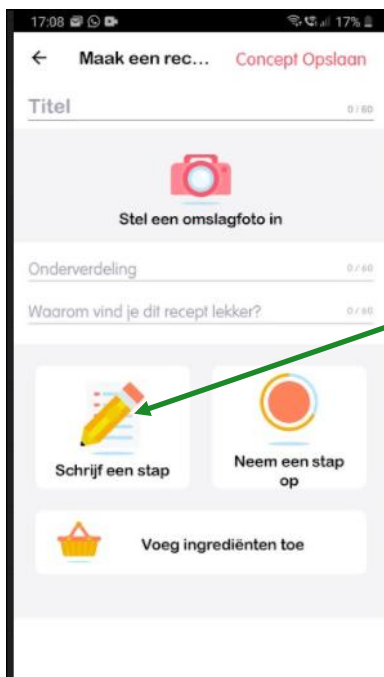 17:08 17%
← Maak een rec... Concept Opslaan
Titel 0/60
Stel een omslagfoto in
Onderverdeling 0/60
Waarom vind je dit recept lekker? 0/60
Schrijf een stap
Neem een stap
op
Voeg ingrediënten toe